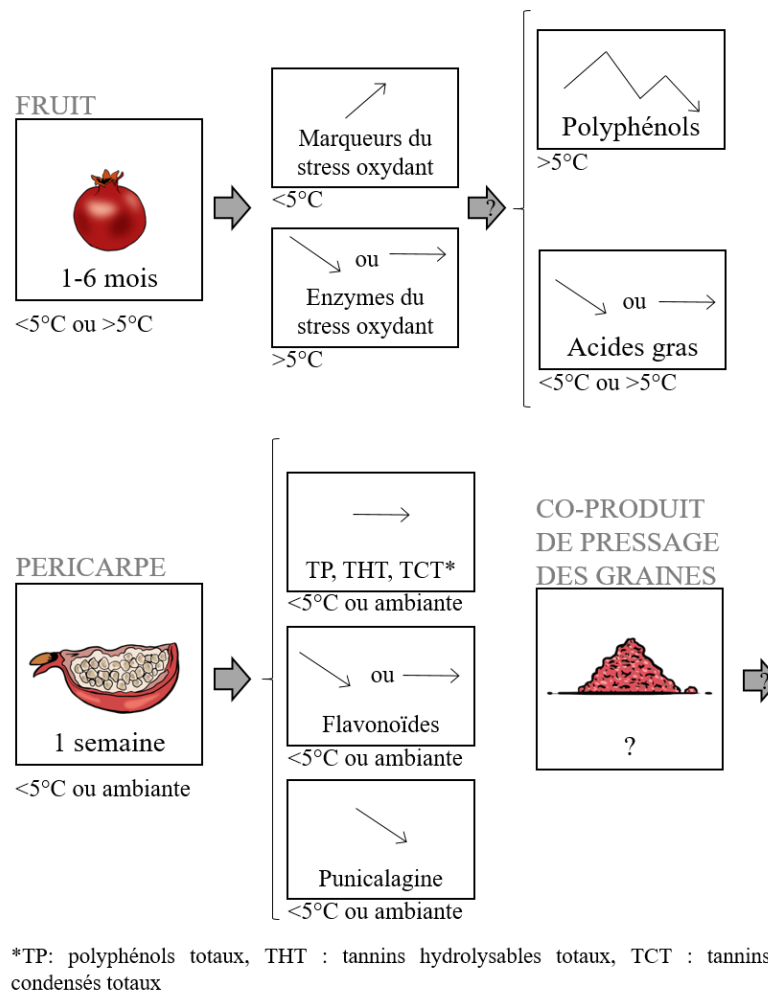 FRUIT
1-6 mois
<5°C ou >5°C
Marqueurs du
stress oxydant
<5°C
ou
Enzymes du
stress oxydant
>5°C
?
Polyphénols
>5°C
ou
Acides gras
<5°C ou >5°C
PERICARPE
1 semaine
<5°C ou ambiante
TP, THT, TCT*
<5°C ou ambiante
ou
Flavonoïdes
<5°C ou ambiante
Punicalagine
<5°C ou ambiante
CO-PRODUIT
DE PRESSAGE
DES GRAINES
?
?
*TP: polyphénols totaux, THT : tannins hydrolysables totaux, TCT : tannins
condensés totaux